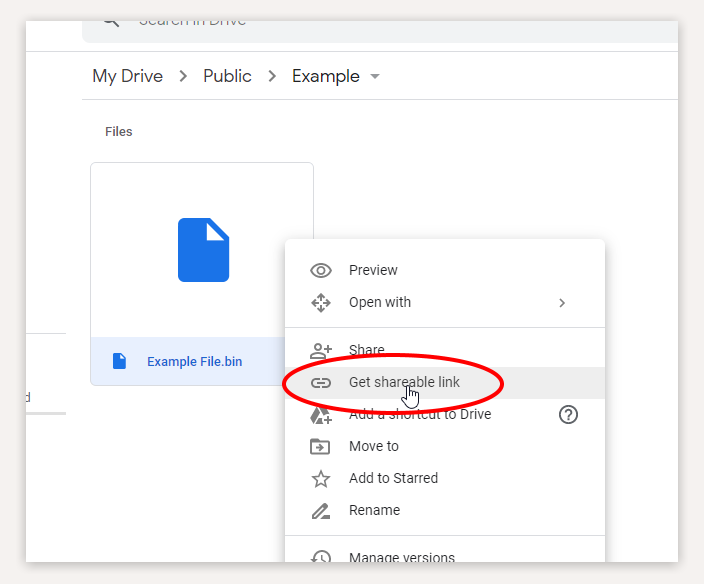 Search in Drive
My Drive > Public > Example
Files
Example File.bin
Preview
Open with
Share
Get shareable link
Add a shortcut to Drive
Move to
Add to Starred
Rename
Manage versions
d